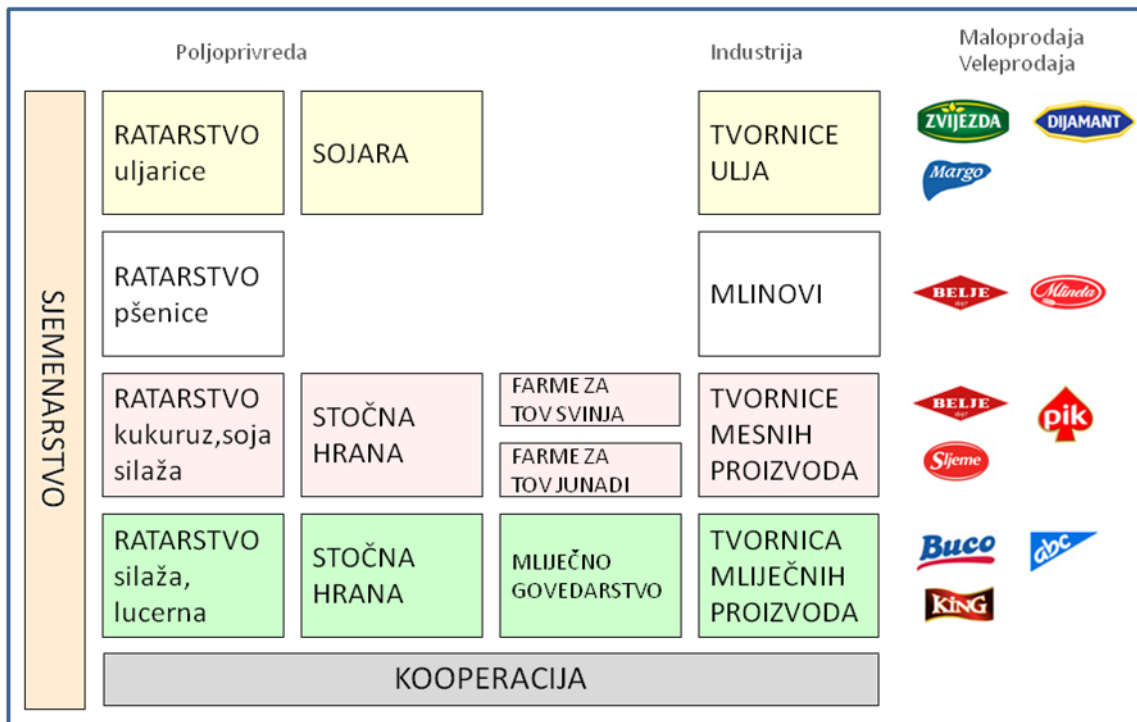 Poljoprivreda
Industrija
Maloprodaja
Veleprodaja
SJEMENARSTVO
RATARSTVO
uljarice
SOJARA
TVORNICE
ULJA
ZVIJEZDA
DIJAMANT
Margo
RATARSTVO
pšenice
MLINOVI
BELJE
1697
Mlineta
RATARSTVO
kukuruz,soja
silaža
STOČNA
HRANA
FARME ZA
TOV SVINJA
FARME ZA
TOV JUNADI
TVORNICE
MESNIH
PROIZVODA
BELJE
1697
pik
Sljeme
RATARSTVO
silaža,
lucerna
STOČNA
HRANA
MLIJEČNO
GOVEDARSTVO
TVORNICA
MLIJEČNIH
PROIZVODA
Buco
abc
KING
KOOPERACIJA